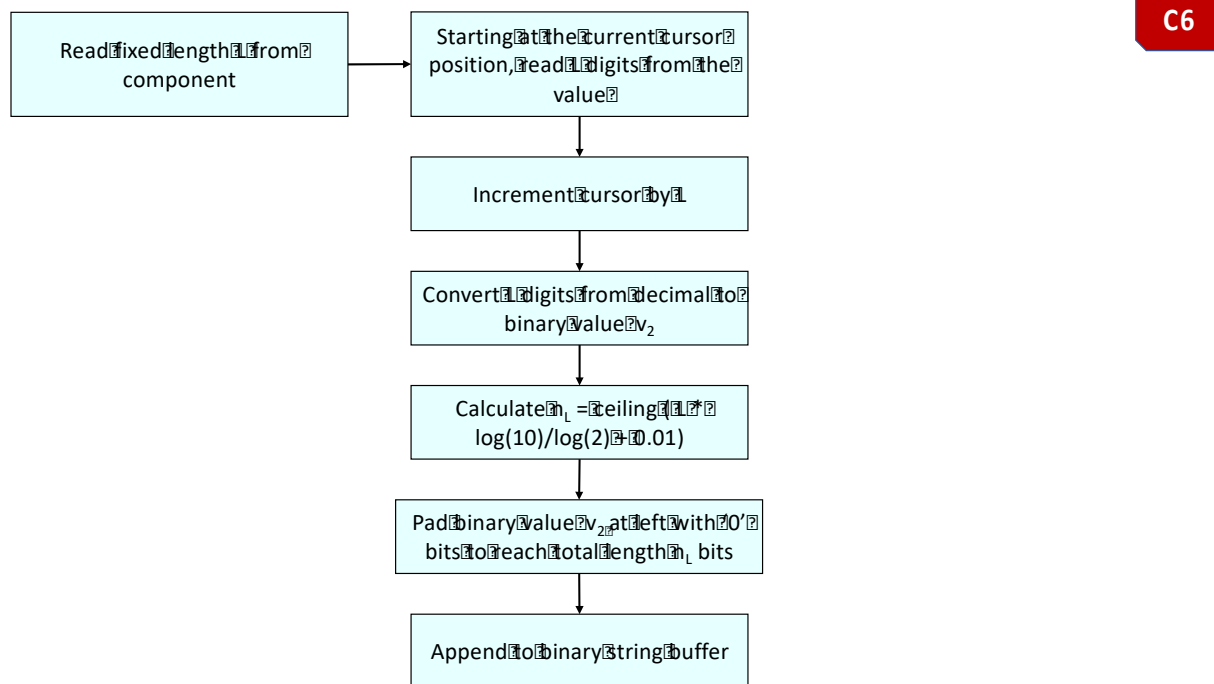 C6
Read fixed length L from
component
Starting at the current cursor
position, read L digits from the
value
Increment cursor by L
Convert L digits from decimal to
binary value v₂
Calculate n_L = ceiling ( L *
log(10)/log(2) + 0.01)
Pad binary value v₂ at left with '0'
bits to reach total length n_L bits
Append to binary string buffer